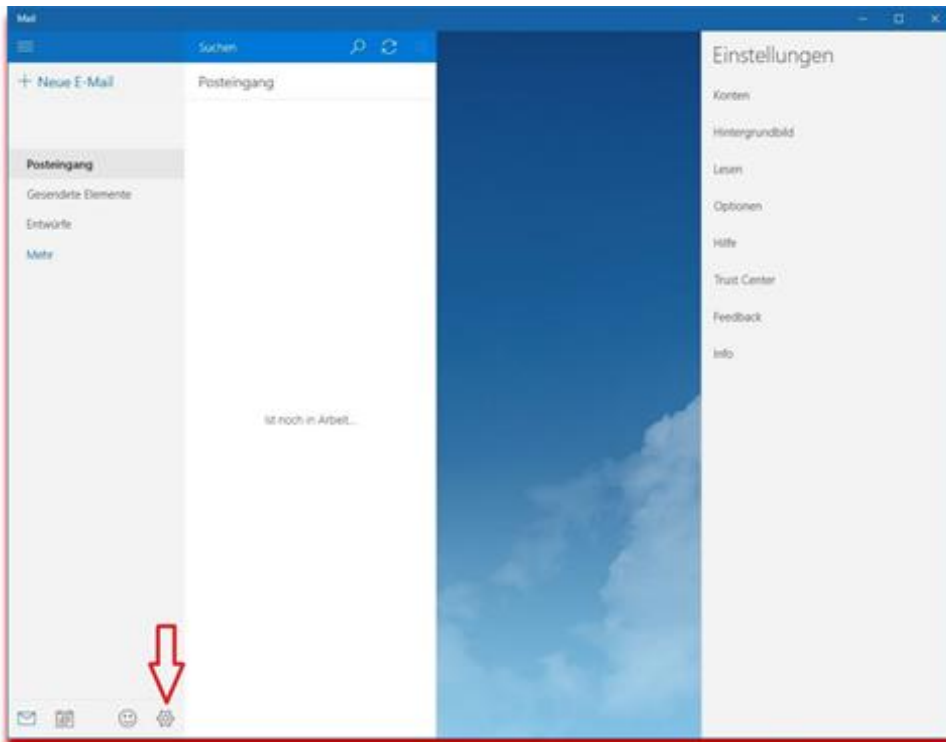 Mail
Suchen
+ Neue E-Mail
Posteingang
Posteingang
Gesendete Elemente
Entwürfe
Mehr
Ist noch in Arbeit...
Einstellungen
Konten
Hintergrundbild
Lesen
Optionen
Hilfe
Trust Center
Feedback
Info